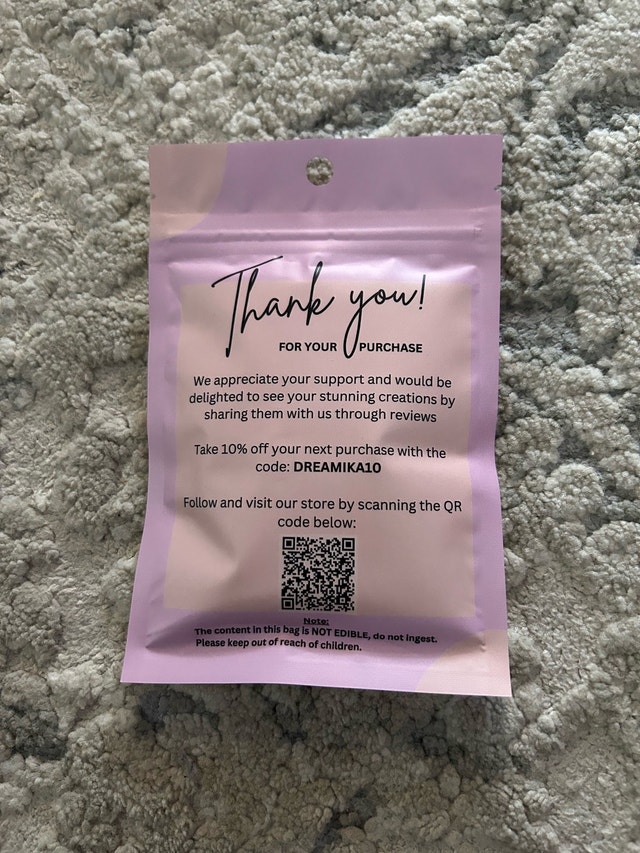 Thank you!
FOR YOUR PURCHASE
We appreciate your support and would be
delighted to see your stunning creations by
sharing them with us through reviews
Take 10% off your next purchase with the
code: DREAMIKA10
Follow and visit our store by scanning the QR
code below:
Note:
The content in this bag is NOT EDIBLE, do not ingest.
Please keep out of reach of children.